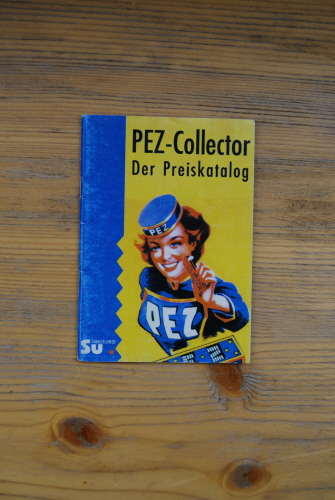 PEZ-Collector
Der Preiskatalog
PEZ
PEZ
Su